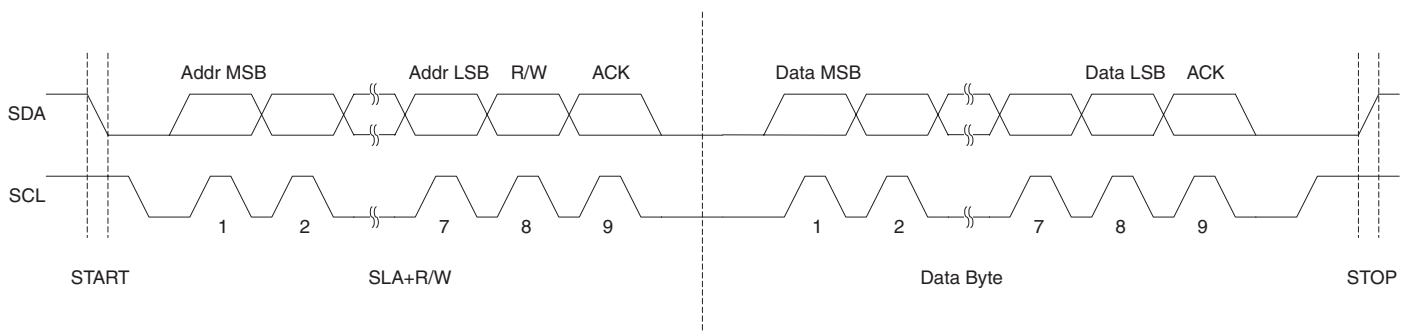 Addr MSB Addr LSB R/W ACK Data MSB Data LSB ACK
SDA
SCL
1 2 7 8 9 1 2 7 8 9
START SLA+R/W Data Byte STOP